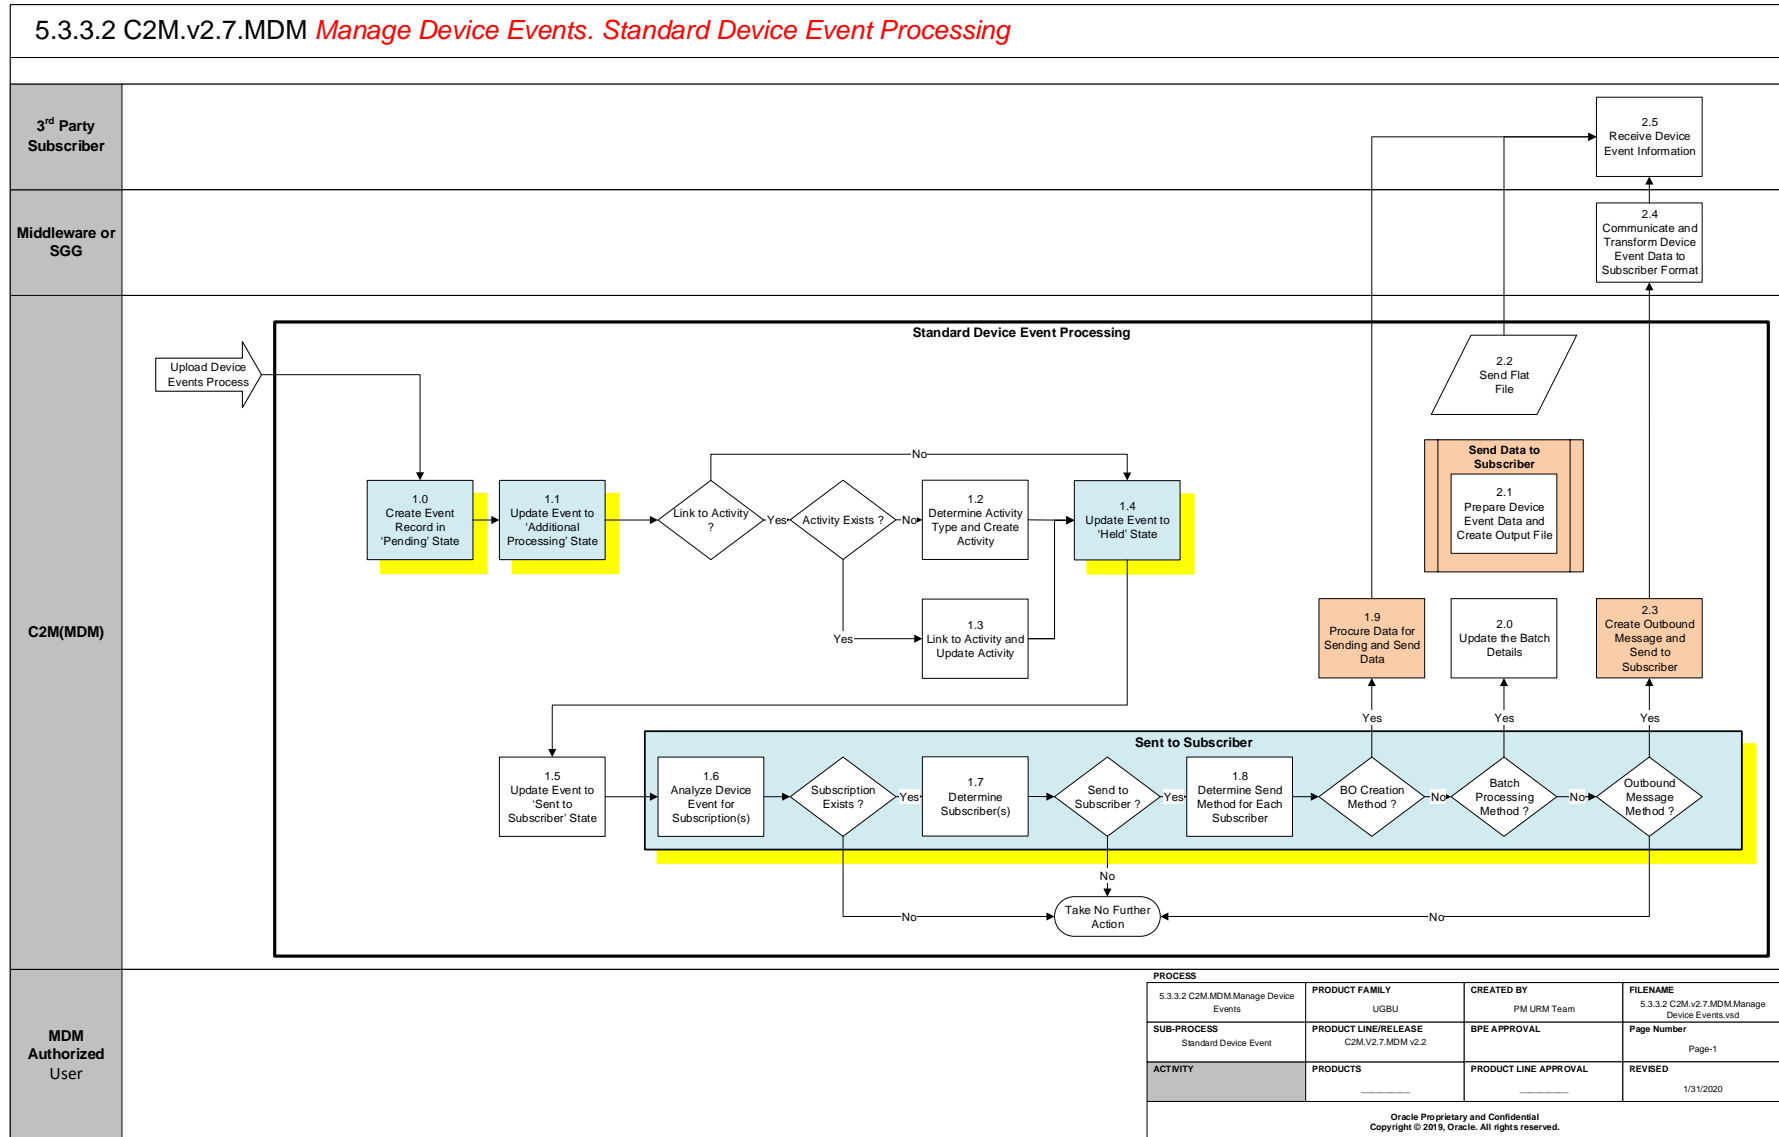 5.3.3.2 C2M.v2.7.MDM Manage Device Events. Standard Device Event Processing
3rd Party
Subscriber
2.5
Receive Device
Event Information
Middleware or
SGG
2.4
Communicate and
Transform Device
Event Data to
Subscriber Format
C2M(MDM)
Standard Device Event Processing
Upload Device
Events Process
2.2
Send Flat
File
Send Data to
Subscriber
2.1
Prepare Device
Event Data and
Create Output File
No
1.0
Create Event
Record in
‘Pending’ State
1.1
Update Event to
‘Additional
Processing’ State
Link to Activity
?
Yes
Activity Exists ?
No
1.2
Determine Activity
Type and Create
Activity
1.4
Update Event to
‘Held’ State
Yes
1.3
Link to Activity and
Update Activity
1.9
Procure Data for
Sending and Send
Data
2.0
Update the Batch
Details
2.3
Create Outbound
Message and
Send to
Subscriber
Yes
Yes
Yes
Sent to Subscriber
1.5
Update Event to
‘Sent to
Subscriber’ State
1.6
Analyze Device
Event for
Subscription(s)
Subscription
Exists ?
Yes
1.7
Determine
Subscriber(s)
Send to
Subscriber ?
Yes
1.8
Determine Send
Method for Each
Subscriber
BO Creation
Method ?
No
Batch
Processing
Method ?
No
Outbound
Message
Method ?
No
No
Take No Further
Action
No
MDM
Authorized
User
PROCESS
5.3.3.2 C2M.MDM.Manage Device
Events
PRODUCT FAMILY
UGBU
CREATED BY
PM URM Team
FILENAME
5.3.3.2 C2M.v2.7.MDM.Manage
Device Events.vsd
SUB-PROCESS
Standard Device Event
PRODUCT LINE/RELEASE
C2M.V2.7.MDM v2.2
BPE APPROVAL
Page Number
Page-1
ACTIVITY
PRODUCTS
PRODUCT LINE APPROVAL
REVISED
1/31/2020
Oracle Proprietary and Confidential
Copyright © 2019, Oracle. All rights reserved.